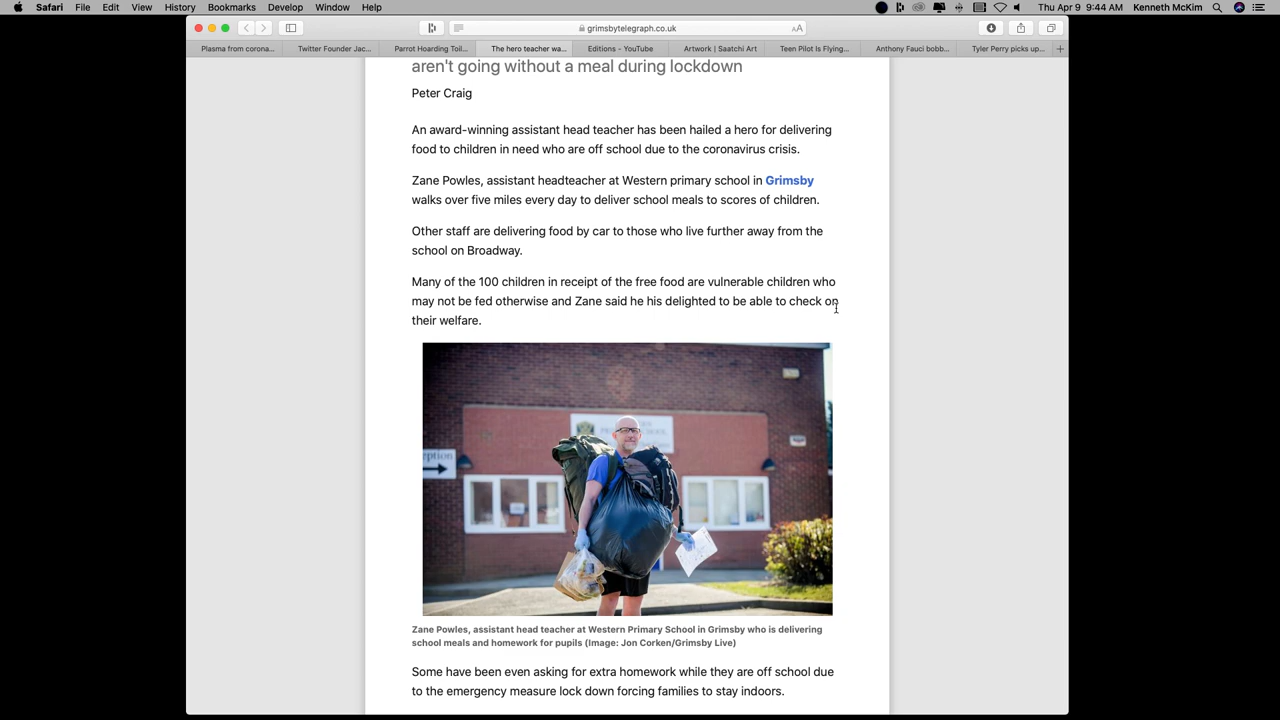 Safari File Edit View History Bookmarks Develop Window Help Thu Apr 9 9:44 AM Kenneth McKim
grimsbytelegraph.co.uk AA
Plasma from corona... Twitter Founder Jac... Parrot Hoarding Toil... The hero teacher wa... Editions - YouTube Artwork | Saatchi Art Teen Pilot Is Flying... Anthony Fauci bobb... Tyler Perry picks up...
aren't going without a meal during lockdown
Peter Craig
An award-winning assistant head teacher has been hailed a hero for delivering
food to children in need who are off school due to the coronavirus crisis.
Zane Powles, assistant headteacher at Western primary school in Grimsby
walks over five miles every day to deliver school meals to scores of children.
Other staff are delivering food by car to those who live further away from the
school on Broadway.
Many of the 100 children in receipt of the free food are vulnerable children who
may not be fed otherwise and Zane said he his delighted to be able to check on
their welfare.
Zane Powles, assistant head teacher at Western Primary School in Grimsby who is delivering
school meals and homework for pupils (Image: Jon Corken/Grimsby Live)
Some have been even asking for extra homework while they are off school due
to the emergency measure lock down forcing families to stay indoors.